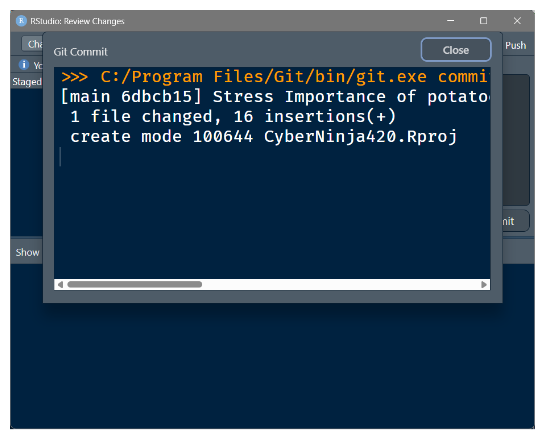 RStudio: Review Changes
Cha
Push
Git Commit
Close
Staged
>>> C:/Program Files/Git/bin/git.exe commi
[main 6dbcb15] Stress Importance of potato
1 file changed, 16 insertions(+)
create mode 100644 CyberNinja420.Rproj
Show